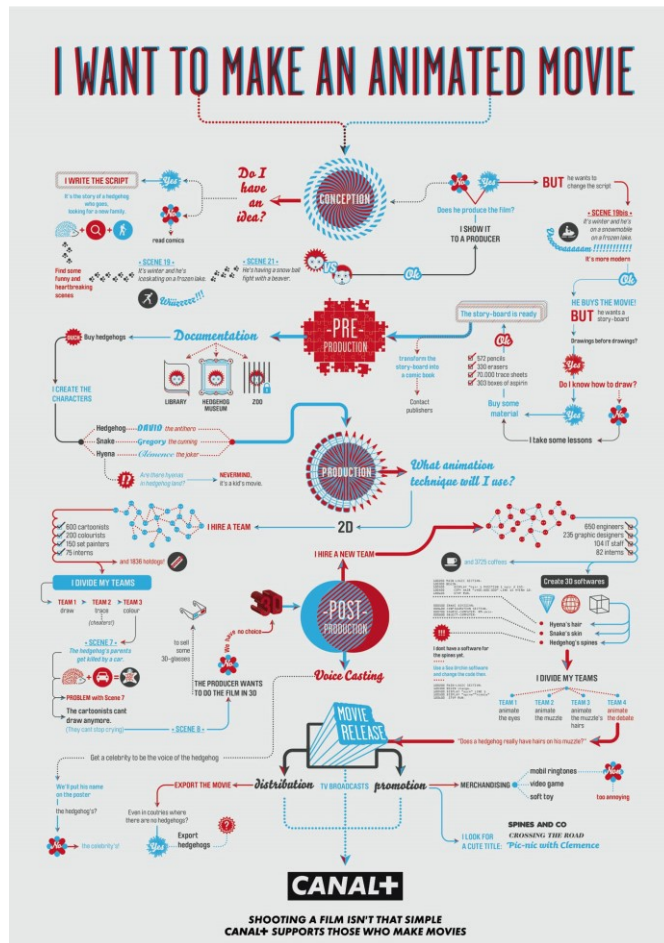 I WANT TO MAKE AN ANIMATED MOVIE
CONCEPTION
Do I
have
an
idea?
Yes
No
read comics
I WRITE THE SCRIPT
It's the story of a hedgehog
who goes,
looking for a new family.
Find some
funny and
heartbreaking
scenes
• SCENE 19 •
It's winter and he's
iceskating on a frozen lake.
• SCENE 21 •
He's having a snow ball
fight with a beaver.
VS
Ok
I SHOW IT
TO A PRODUCER
Does he produce the film?
No
Yes
BUT he wants to
change the script
• SCENE 19bis •
It's winter and he's
on a snowmobile
on a frozen lake.
It's more modern
Ok
HE BUYS THE MOVIE!
BUT he wants a
story-board
Drawings before drawings?
Yes
Do I know how to draw?
Yes
No
I take some lessons
Buy some
material
572 pencils
330 erasers
70.000 trace sheets
303 boxes of aspirin
Ok
The story-board is ready
transform the
story-board into
a comic book
Contact
publishers
-PRE-
PRODUCTION
Documentation
LIBRARY
HEDGEHOG
MUSEUM
ZOO
Buy hedgehogs
OUCH
I CREATE THE
CHARACTERS
Hedgehog DAVID the antihero
Snake Gregory the cunning
Hyena Clémence the joker
!?
Are there hyenas
in hedgehog land?
NEVERMIND,
it's a kid's movie.
PRODUCTION
What animation
technique will I use?
2D
I HIRE A TEAM
600 cartoonists
200 colourists
150 set painters
75 interns
and 1836 hotdogs!
I DIVIDE MY TEAMS
TEAM 1
draw
TEAM 2
trace
(cheaters!)
TEAM 3
colour
• SCENE 7 •
The hedgehog's parents
get killed by a car.
PROBLEM with Scene 7
The cartoonists cant
draw anymore.
(They cant stop crying)
• SCENE 8 •
THE PRODUCER WANTS
TO DO THE FILM IN 3D
to sell
some
3D-glasses
No
We have no choice
3D
I HIRE A NEW TEAM
650 engineers
236 graphic designers
104 IT staff
82 interns
and 3725 coffees
Create 3D softwares
Hyena's hair
Snake's skin
Hedgehog's spines
!!!
I dont have a software for
the spines yet.
I DIVIDE MY TEAMS
TEAM 1
animate
the eyes
TEAM 2
animate
the muzzle
TEAM 3
animate
the muzzle's
hairs
TEAM 4
animate
the debate
"Does a hedgehog really have hairs on his muzzle?"
-POST-
PRODUCTION
Voice Casting
Get a celebrity to be the voice of the hedgehog
We'll put his name
on the poster
the hedgehog's?
No
the celebrity's!
MOVIE
RELEASE
distribution
TV BROADCASTS
promotion
EXPORT THE MOVIE
Even in coutries where
there are no hedgehogs?
Yes
Export
hedgehogs
?
MERCHANDISING
mobil ringtones
video game
soft toy
No
too annoying
I LOOK FOR
A CUTE TITLE:
SPINES AND CO
CROSSING THE ROAD
Pic-nic with Clemence
CANAL+
SHOOTING A FILM ISN'T THAT SIMPLE
CANAL+ SUPPORTS THOSE WHO MAKE MOVIES